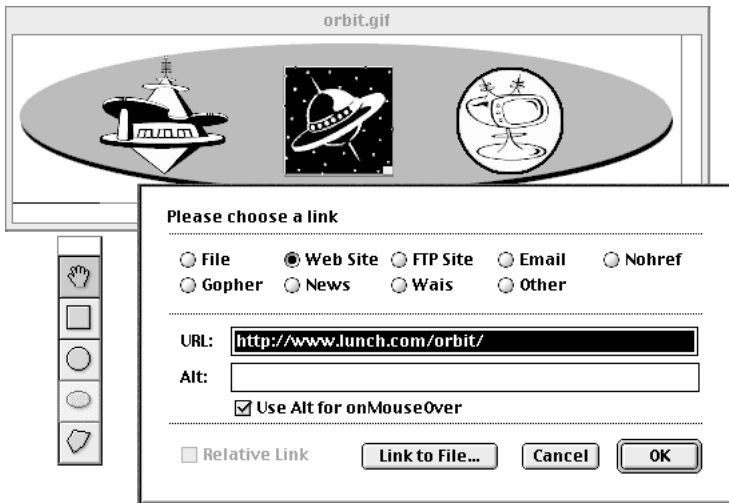 orbit.gif
Please choose a link
File Web Site FTP Site Email Nohref
Gopher News Wais Other
URL: http://www.lunch.com/orbit/
Alt:
Use Alt for onMouseOver
Relative Link Link to File... Cancel OK